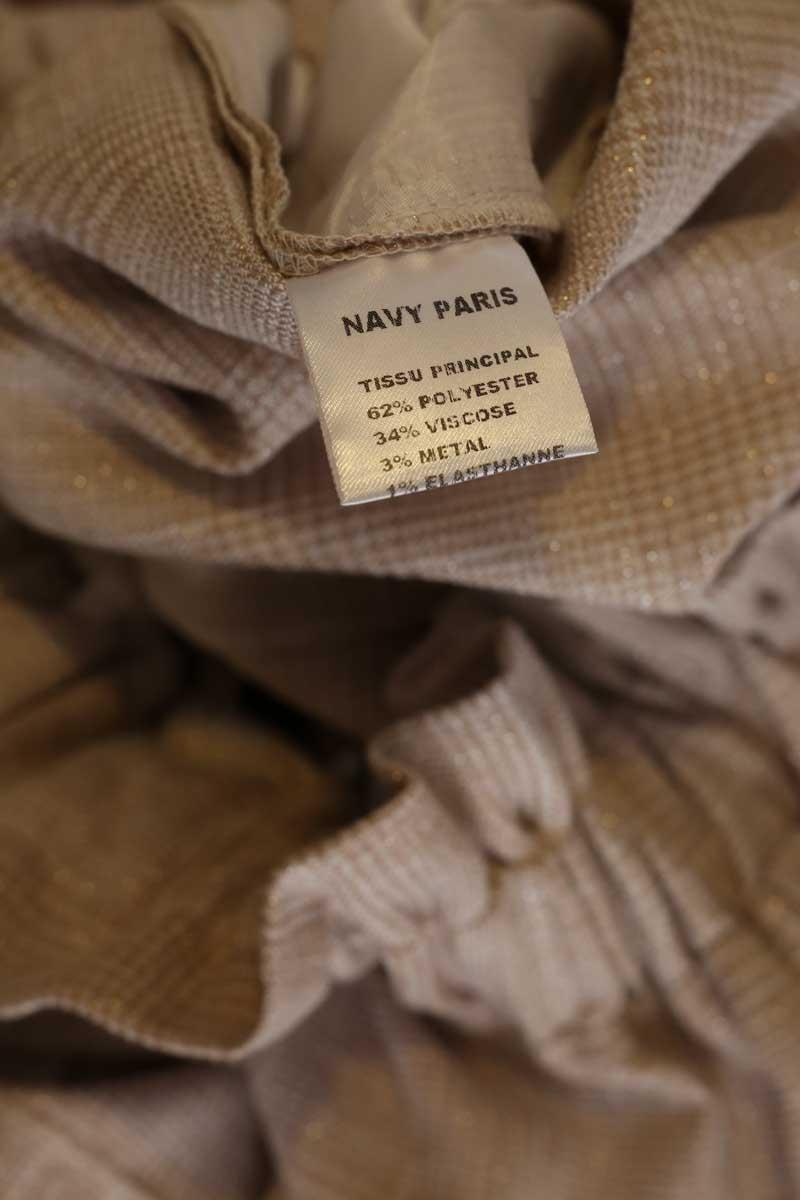 NAVY PARIS
TISSU PRINCIPAL
62% POLYESTER
34% VISCOSE
3% METAL
1% ELASTHANNE